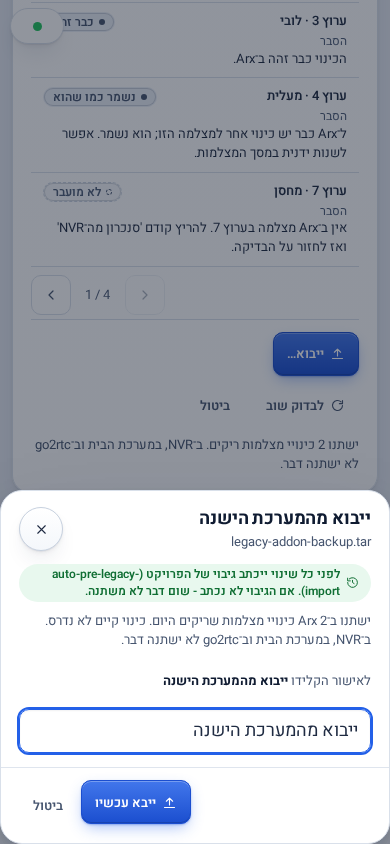 ערוץ 3 · לובי
הסבר
הכינוי כבר זהה ב־Arx.
ערוץ 4 · מעלית
נשמר כמו שהוא
הסבר
ל־Arx כבר יש כינוי אחר למצלמה הזו; הוא נשמר. אפשר
לשנות ידנית במסך המצלמות.
ערוץ 7 · מחסן
לא מועבר
הסבר
אין ב־Arx מצלמה בערוץ 7. להריץ קודם 'סנכרון מה־NVR'
ואז לחזור על הבדיקה.
1 / 4
ייבוא...
לבדוק שוב
ביטול
ישתנו 2 כינויי מצלמות ריקים. ב־NVR, במערכת הבית וב־go2rtc
לא ישתנה דבר.
ייבוא מהמערכת הישנה
legacy-addon-backup.tar
לפני כל שינוי ייכתב גיבוי של הפרויקט (auto-pre-legacy-
import). אם הגיבוי לא נכתב - שום דבר לא משתנה.
ישתנו ב־Arx 2 כינויי מצלמות שריקים היום. כינוי קיים לא נדרס.
ב־NVR, במערכת הבית וב־go2rtc לא ישתנה דבר.
לאישור הקלידו ייבוא מהמערכת הישנה
ייבוא מהמערכת הישנה
ייבא עכשיו
ביטול